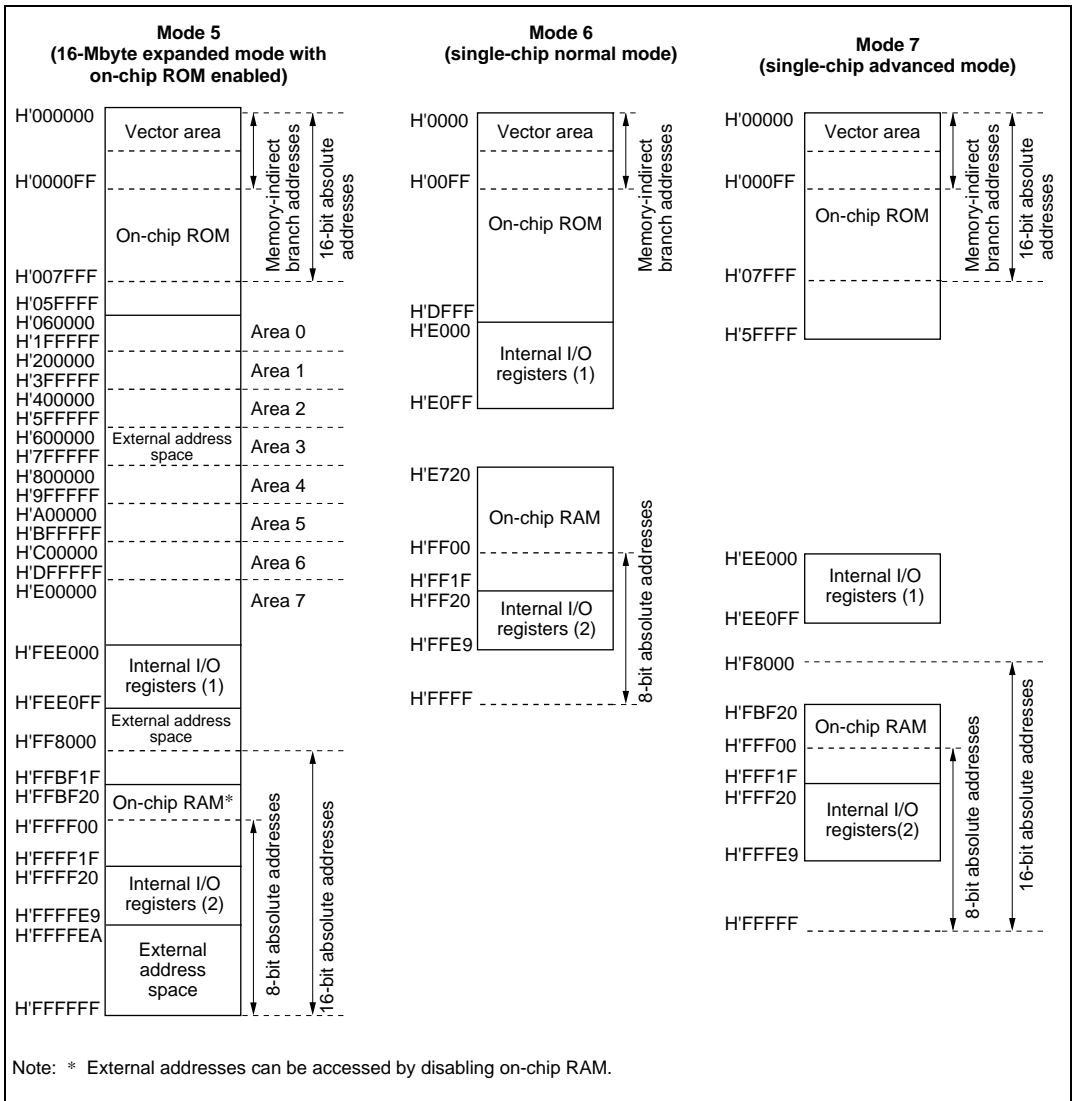 Mode 5
(16-Mbyte expanded mode with
on-chip ROM enabled)
H'000000
Vector area
H'0000FF
On-chip ROM
H'007FFF
H'05FFFF
H'060000
H'1FFFFF
Area 0
H'200000
H'3FFFFF
Area 1
H'400000
H'5FFFFF
Area 2
H'600000
H'7FFFFF
External address
space
Area 3
H'800000
H'9FFFFF
Area 4
H'A00000
H'BFFFFF
Area 5
H'C00000
H'DFFFFF
Area 6
H'E00000
Area 7
H'FEE000
Internal I/O
registers (1)
H'FEE0FF
External address
space
H'FF8000
H'FFBF1F
H'FFBF20
On-chip RAM*
H'FFFF00
H'FFFF1F
H'FFFF20
Internal I/O
registers (2)
H'FFFFE9
H'FFFFEA
External
address
space
H'FFFFFF
Memory-indirect
branch addresses
16-bit absolute
addresses
8-bit absolute addresses
16-bit absolute addresses
Mode 6
(single-chip normal mode)
H'0000
Vector area
H'00FF
On-chip ROM
H'DFFF
H'E000
Internal I/O
registers (1)
H'E0FF
H'E720
On-chip RAM
H'FF00
H'FF1F
H'FF20
Internal I/O
registers (2)
H'FFE9
H'FFFF
Memory-indirect
branch addresses
8-bit absolute addresses
Mode 7
(single-chip advanced mode)
H'00000
Vector area
H'000FF
On-chip ROM
H'07FFF
H'5FFFF
H'EE000
Internal I/O
registers (1)
H'EE0FF
H'F8000
H'FBF20
On-chip RAM
H'FFF00
H'FFF1F
H'FFF20
Internal I/O
registers(2)
H'FFFE9
H'FFFFF
Memory-indirect
branch addresses
16-bit absolute
addresses
8-bit absolute addresses
16-bit absolute addresses
Note: * External addresses can be accessed by disabling on-chip RAM.